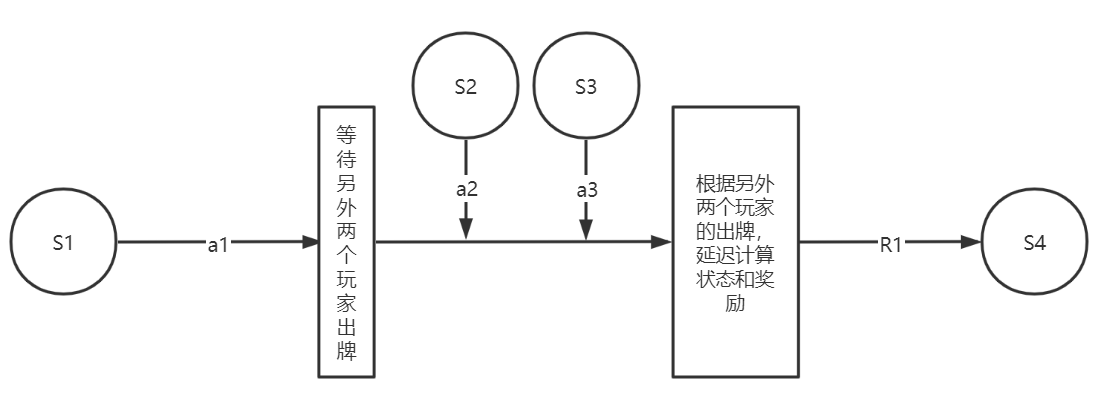 S1
a1
等
待
另
外
两
个
玩
家
出
牌
S2
a2
S3
a3
根据另外
两个玩家
的出牌，
延迟计算
状态和奖
励
R1
S4